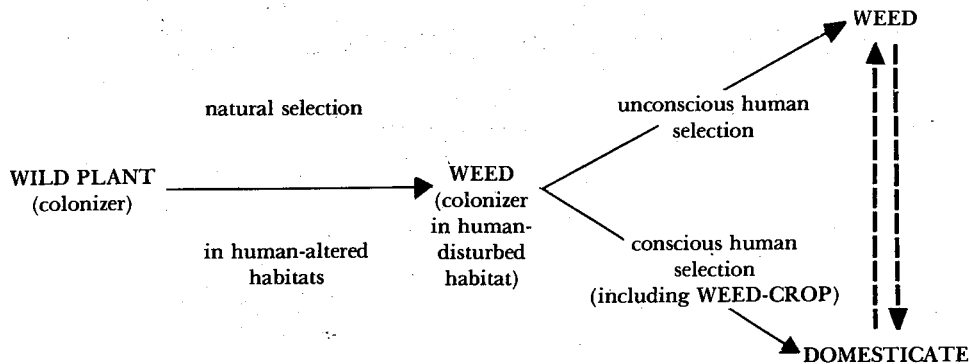 WEED
natural selection
unconscious human
selection
WILD PLANT
(colonizer)
WEED
(colonizer
in human-
disturbed
habitat)
in human-altered
habitats
conscious human
selection
(including WEED-CROP)
DOMESTICATE